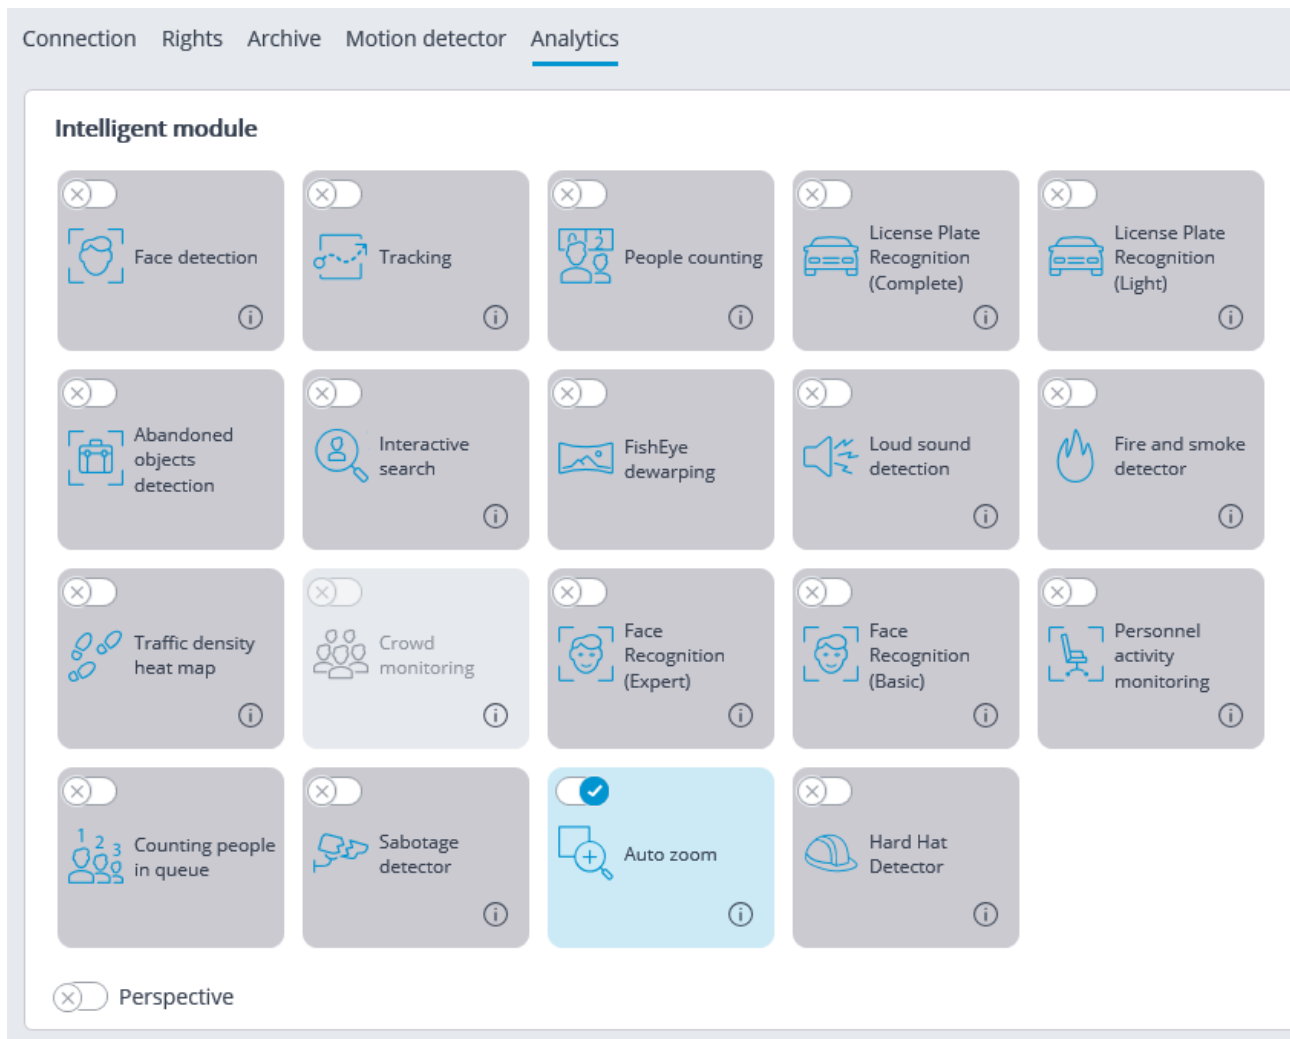 Connection Rights Archive Motion detector Analytics
Intelligent module
Face detection
Tracking
People counting
License Plate
Recognition
(Complete)
License Plate
Recognition
(Light)
Abandoned
objects
detection
Interactive
search
FishEye
dewarping
Loud sound
detection
Fire and smoke
detector
Traffic density
heat map
Crowd
monitoring
Face
Recognition
(Expert)
Face
Recognition
(Basic)
Personnel
activity
monitoring
1 2 3
Counting people
in queue
Sabotage
detector
Auto zoom
Hard Hat
Detector
Perspective